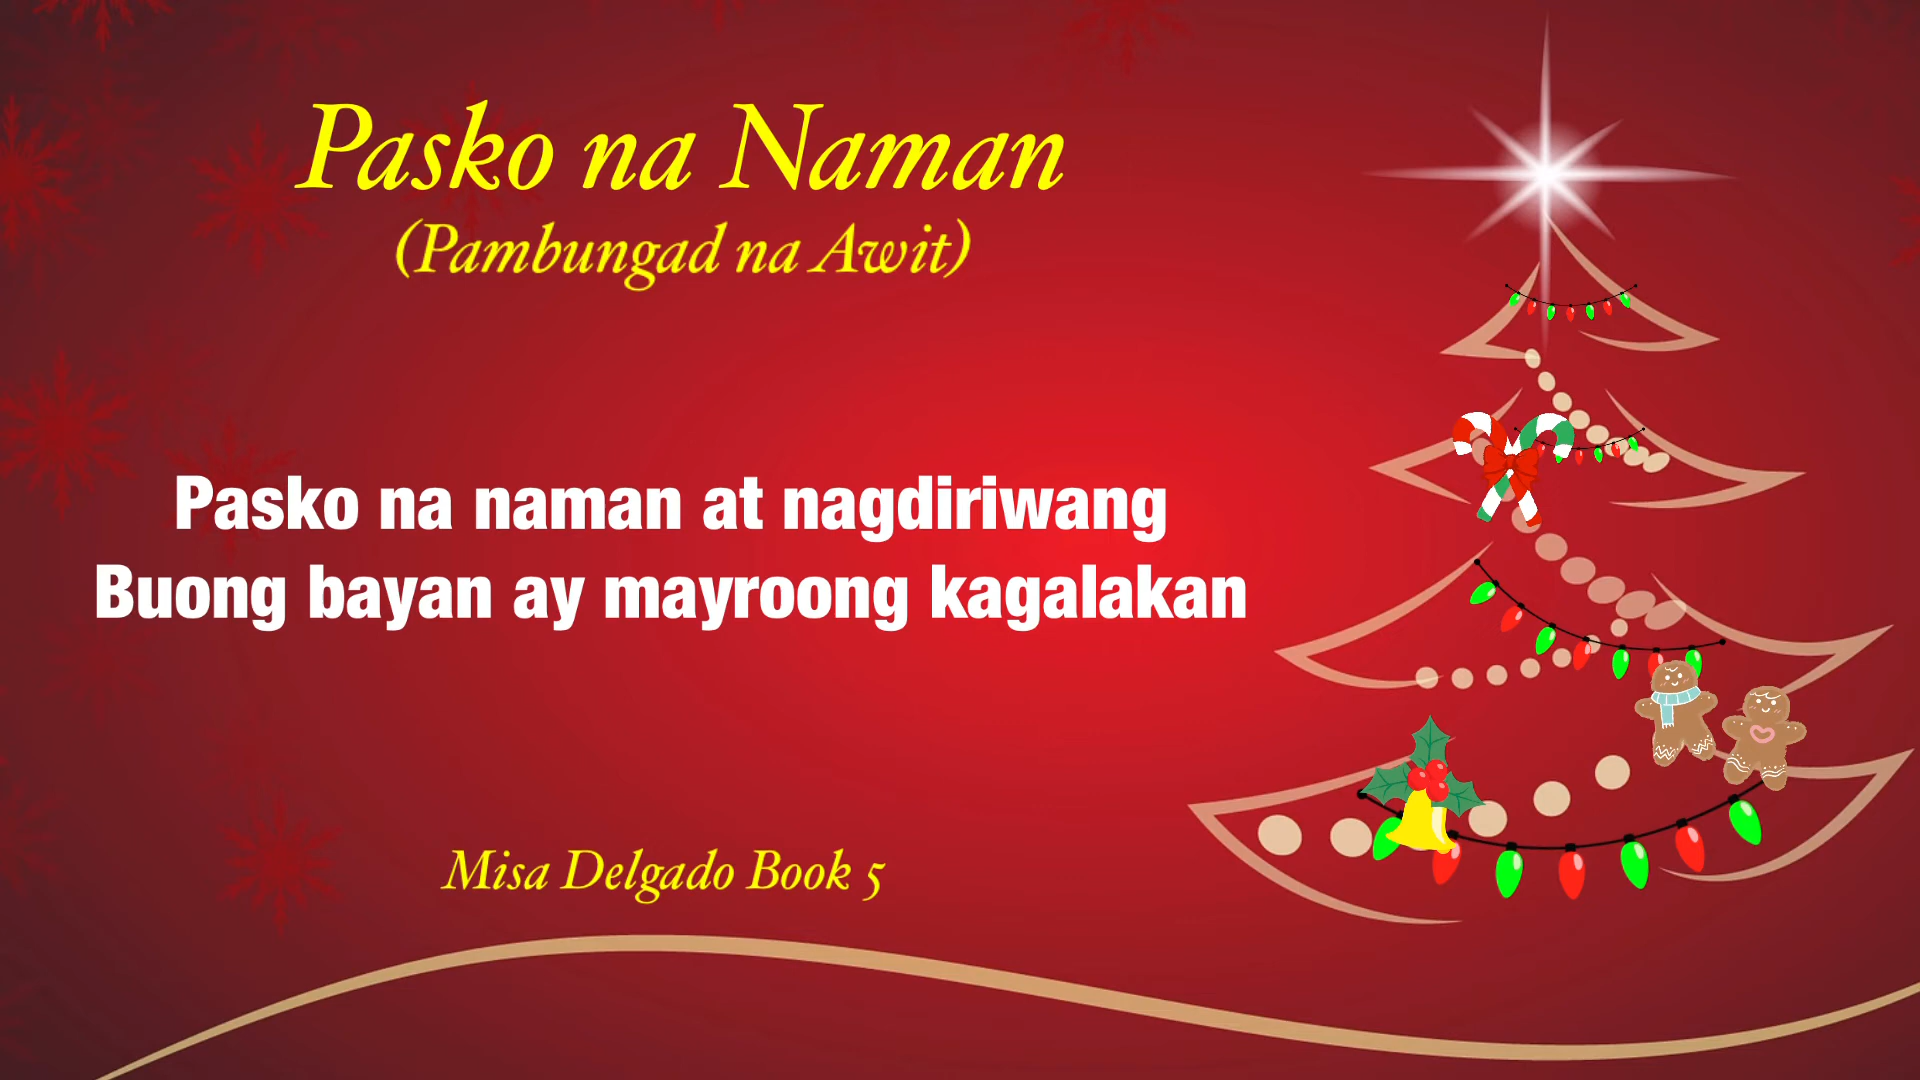 Pasko na Naman
(Pambungad na Awit)
Pasko na naman at nagdiriwang
Buong bayan ay mayroong kagalakan
Misa Delgado Book 5